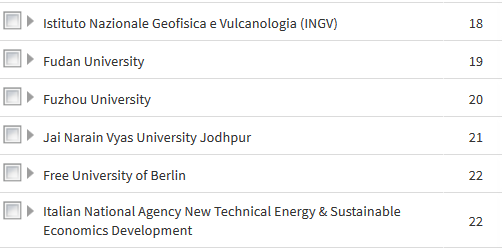 Istituto Nazionale Geofisica e Vulcanologia (INGV) 18
Fudan University 19
Fuzhou University 20
Jai Narain Vyas University Jodhpur 21
Free University of Berlin 22
Italian National Agency New Technical Energy & Sustainable
Economics Development 22